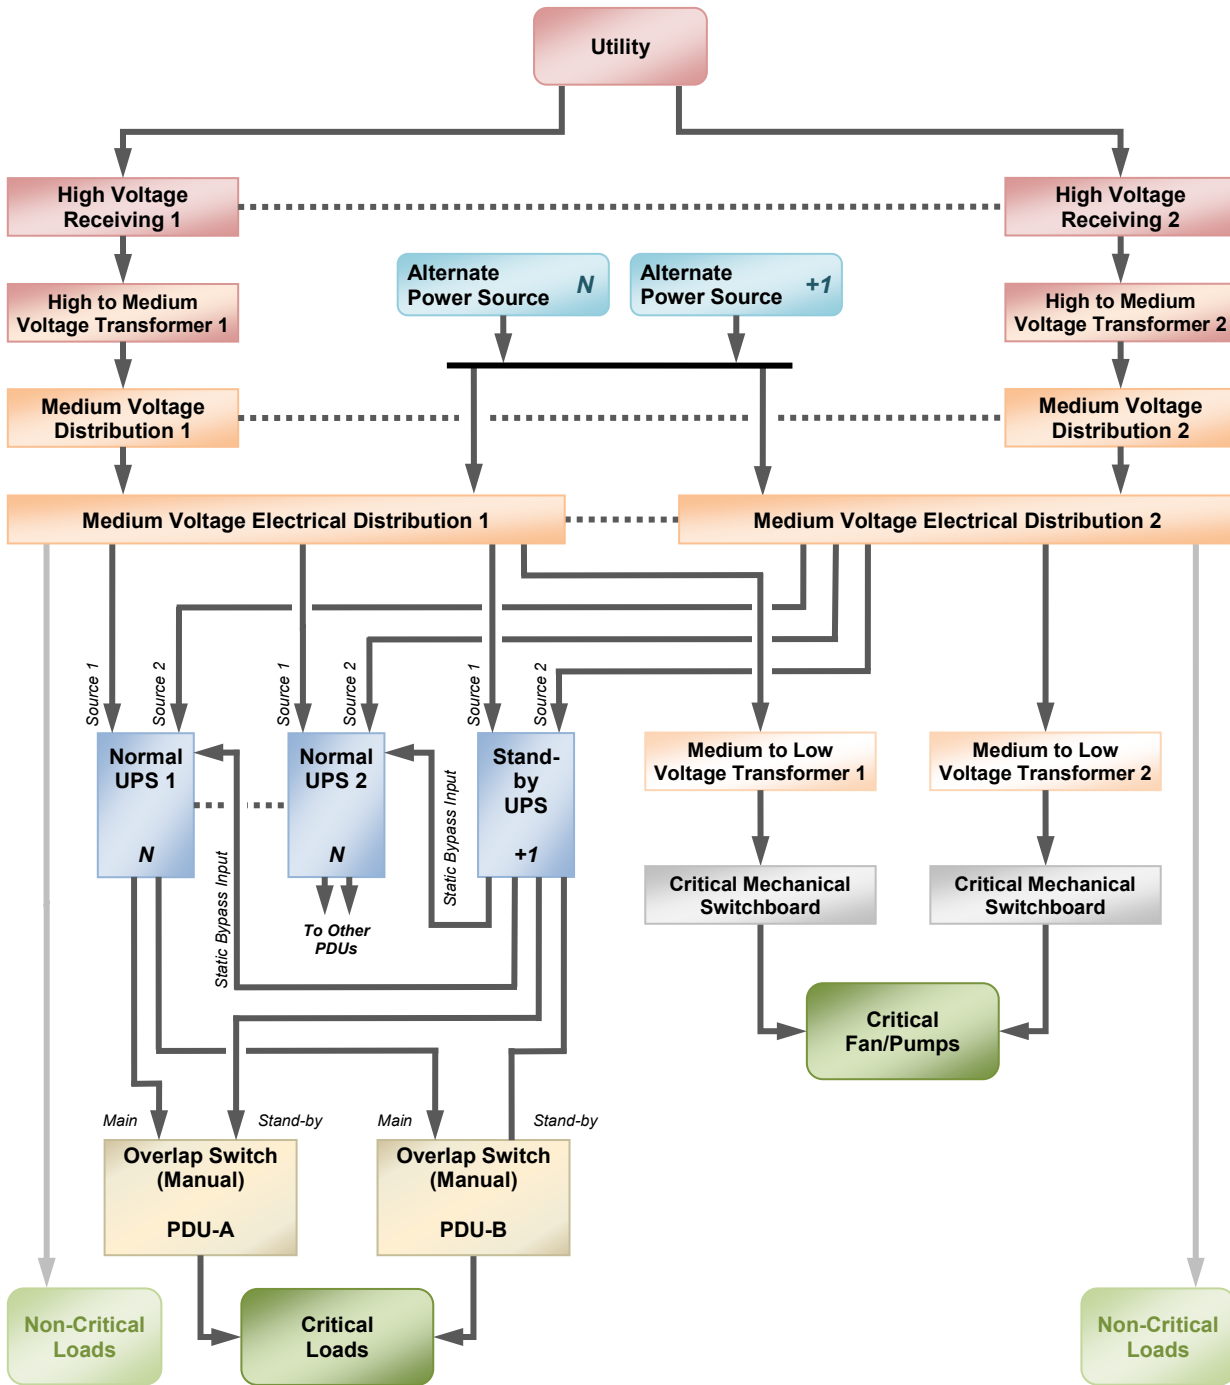 Utility
High Voltage
Receiving 1
High Voltage
Receiving 2
Alternate
Power Source N
Alternate
Power Source +1
High to Medium
Voltage Transformer 1
High to Medium
Voltage Transformer 2
Medium Voltage
Distribution 1
Medium Voltage
Distribution 2
Medium Voltage Electrical Distribution 1
Medium Voltage Electrical Distribution 2
Source 1
Source 2
Source 1
Source 2
Source 1
Source 2
Normal
UPS 1
N
Normal
UPS 2
N
Stand-
by
UPS
+1
Medium to Low
Voltage Transformer 1
Medium to Low
Voltage Transformer 2
Static Bypass Input
Static Bypass Input
To Other
PDUs
Critical Mechanical
Switchboard
Critical Mechanical
Switchboard
Critical
Fan/Pumps
Main
Stand-by
Main
Stand-by
Overlap Switch
(Manual)
PDU-A
Overlap Switch
(Manual)
PDU-B
Non-Critical
Loads
Critical
Loads
Non-Critical
Loads